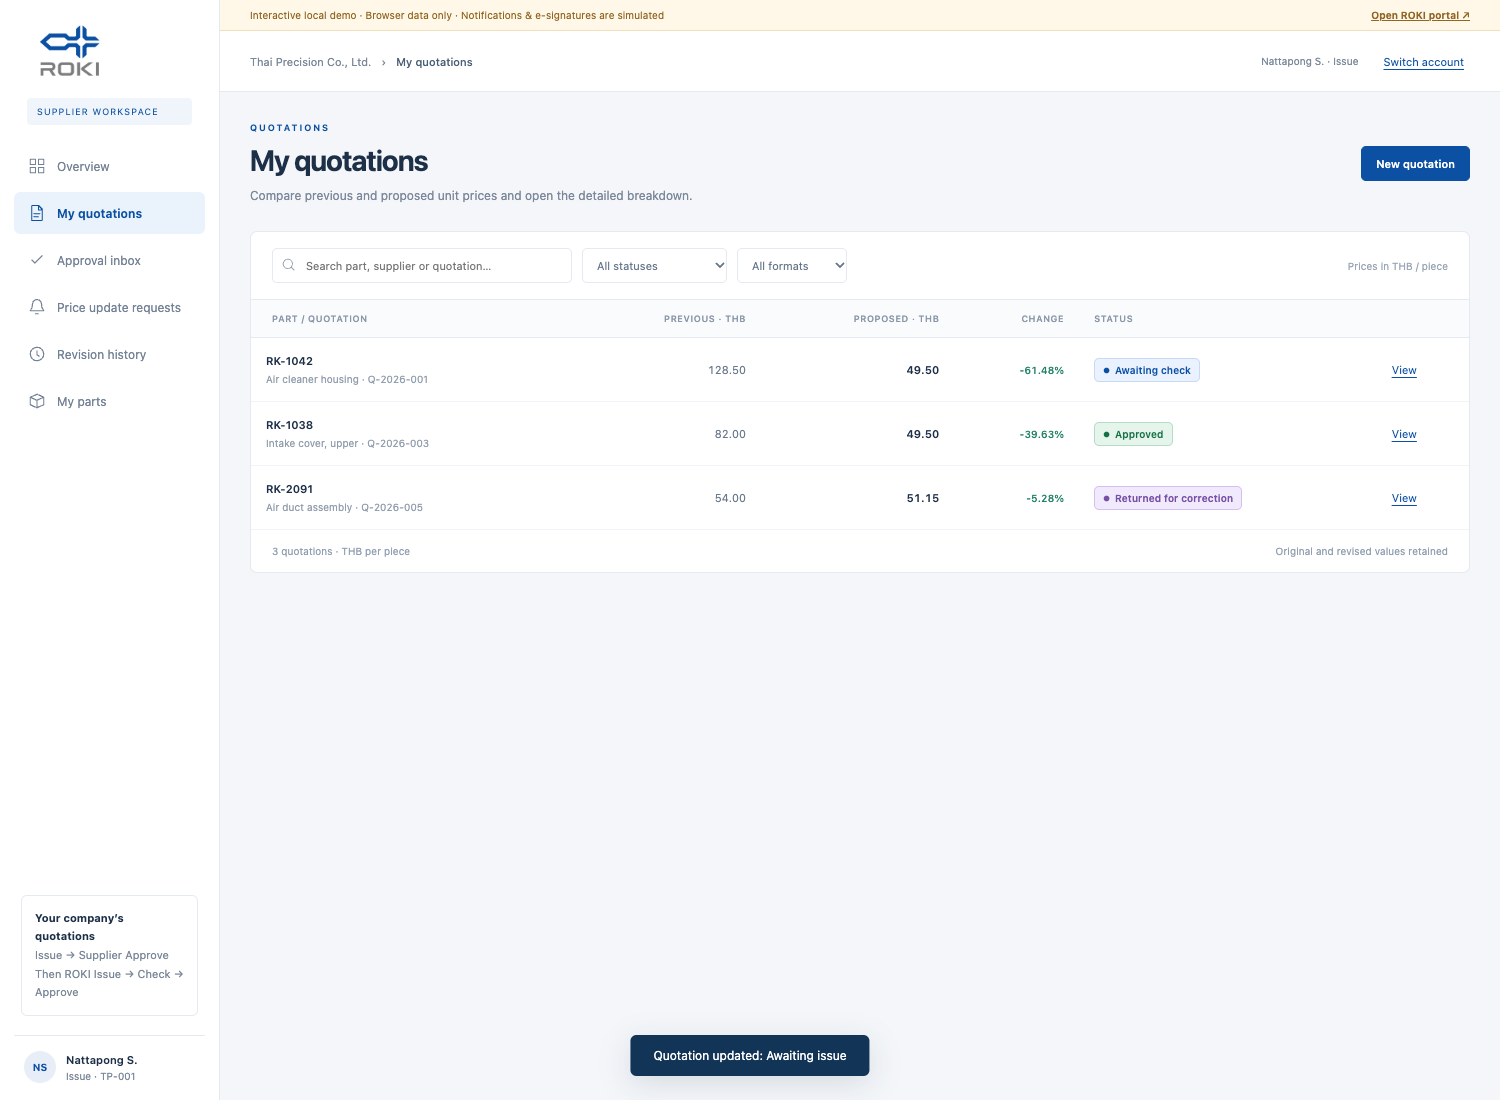 Interactive local demo · Browser data only · Notifications & e-signatures are simulated
Open ROKI portal ↗
ROKI
SUPPLIER WORKSPACE
Overview
My quotations
Approval inbox
Price update requests
Revision history
My parts
Your company's
quotations
Issue → Supplier Approve
Then ROKI Issue → Check →
Approve
NS
Nattapong S.
Issue · TP-001
Thai Precision Co., Ltd. › My quotations
Nattapong S. · Issue
Switch account
QUOTATIONS
My quotations
Compare previous and proposed unit prices and open the detailed breakdown.
New quotation
Search part, supplier or quotation...
All statuses
All formats
Prices in THB / piece
PART / QUOTATION PREVIOUS · THB PROPOSED · THB CHANGE STATUS
RK-1042
Air cleaner housing · Q-2026-001
128.50 49.50 -61.48% Awaiting check View
RK-1038
Intake cover, upper · Q-2026-003
82.00 49.50 -39.63% Approved View
RK-2091
Air duct assembly · Q-2026-005
54.00 51.15 -5.28% Returned for correction View
3 quotations · THB per piece
Original and revised values retained
Quotation updated: Awaiting issue